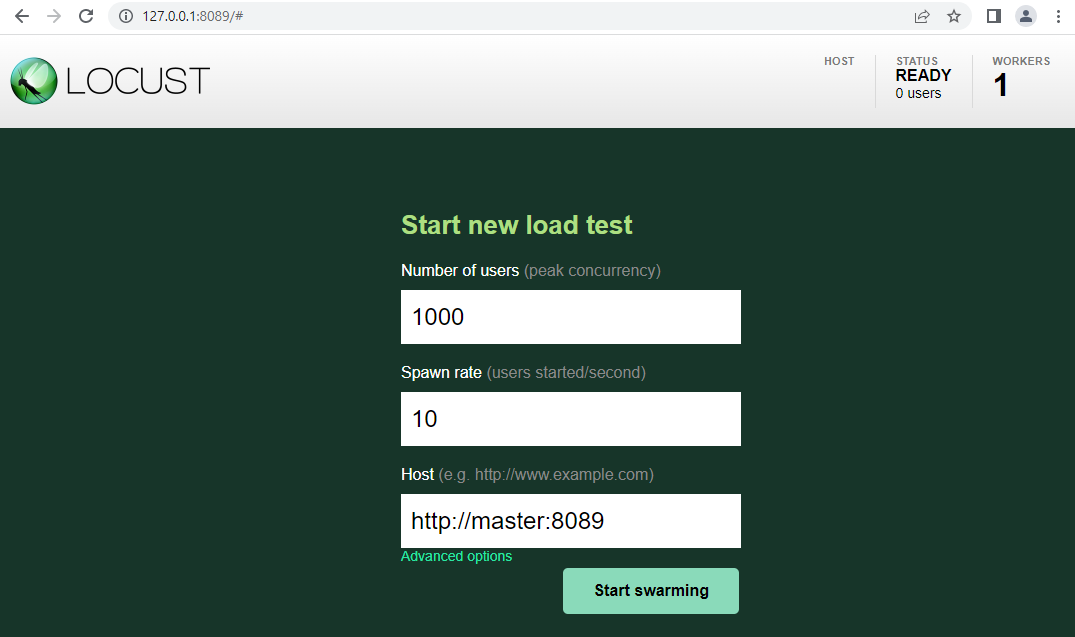 127.0.0.1:8089/#
LOCUST
HOST
STATUS
READY
0 users
WORKERS
1
Start new load test
Number of users (peak concurrency)
1000
Spawn rate (users started/second)
10
Host (e.g. http://www.example.com)
http://master:8089
Advanced options
Start swarming